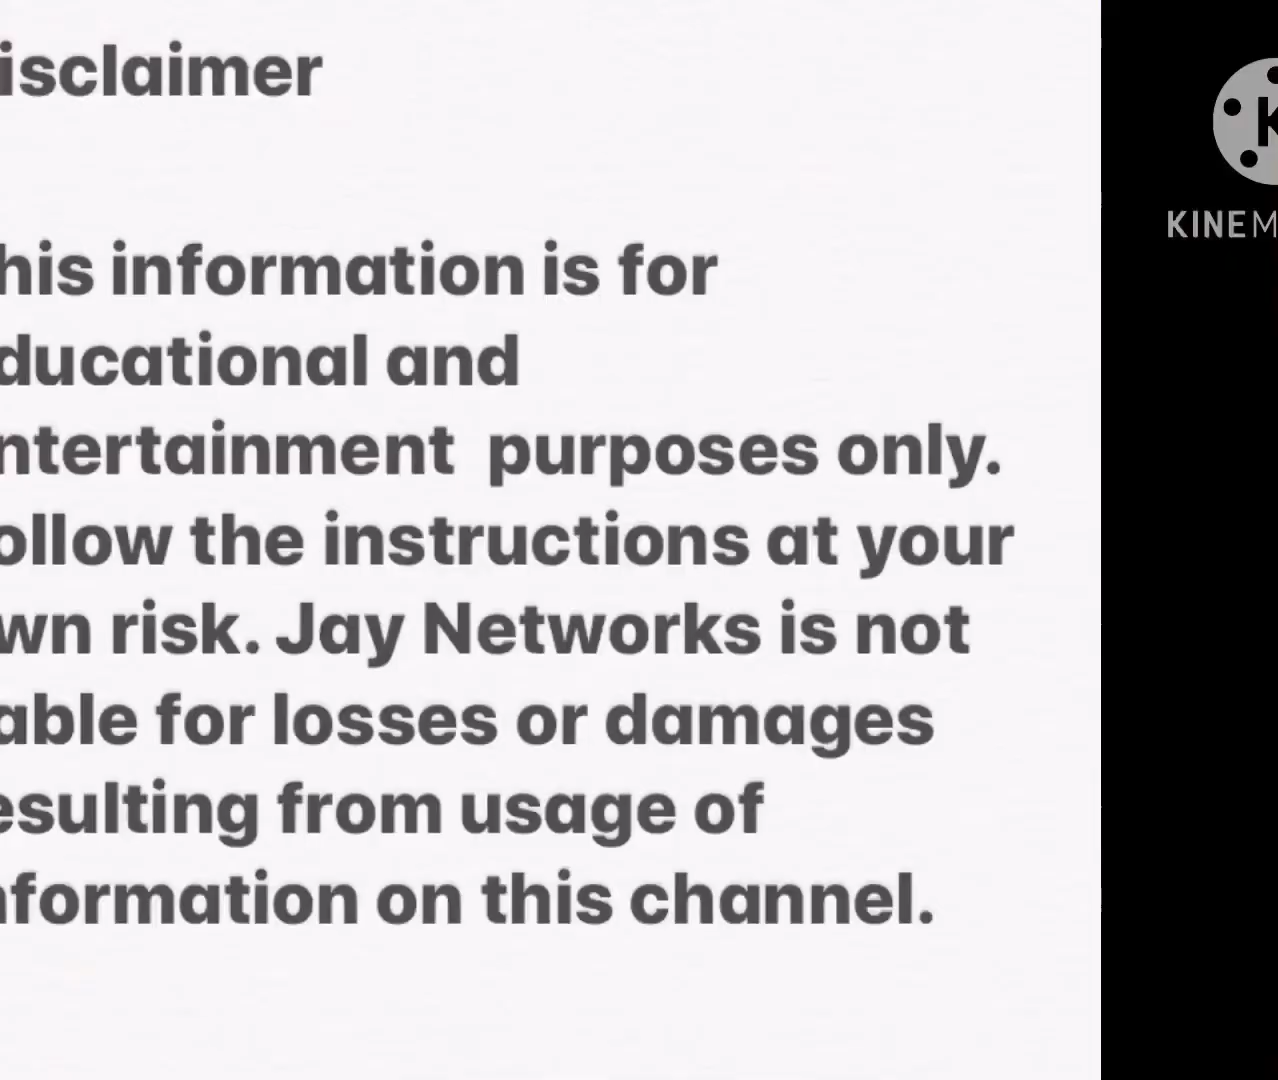 isclaimer
his information is for
ducational and
ntertainment purposes only.
ollow the instructions at your
wn risk. Jay Networks is not
able for losses or damages
esulting from usage of
nformation on this channel.
K
KINEM